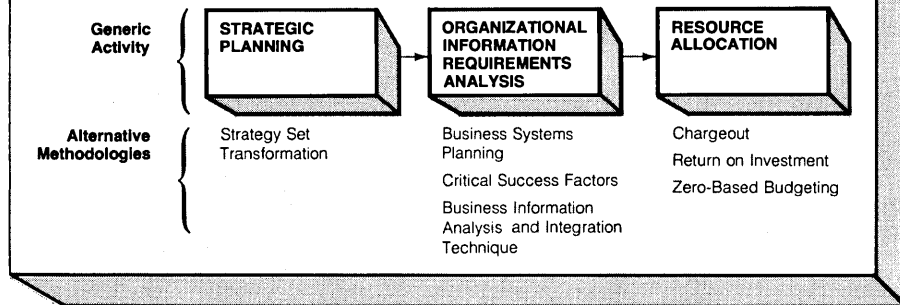 Generic
Activity
STRATEGIC
PLANNING
ORGANIZATIONAL
INFORMATION
REQUIREMENTS
ANALYSIS
RESOURCE
ALLOCATION
Alternative
Methodologies
Strategy Set
Transformation
Business Systems
Planning
Critical Success Factors
Business Information
Analysis and Integration
Technique
Chargeout
Return on Investment
Zero-Based Budgeting